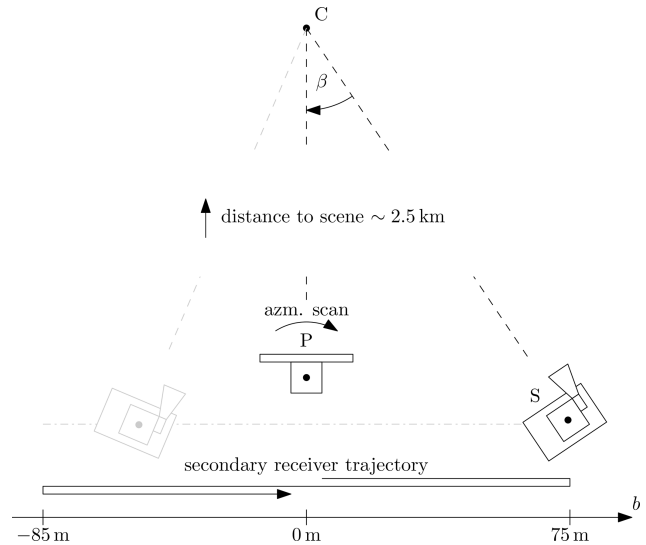 C
β
distance to scene ∼ 2.5 km
azm. scan
P
S
secondary receiver trajectory
b
−85 m 0 m 75 m